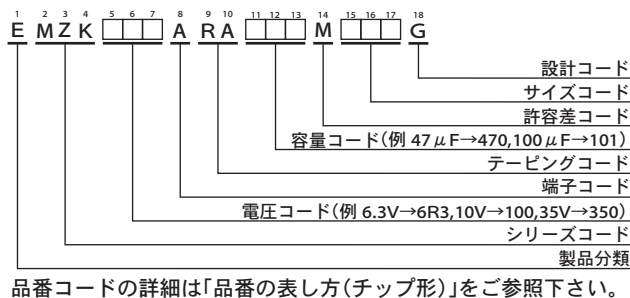 1 2 3 4 5 6 7 8 9 10 11 12 13 14 15 16 17 18
E MZK □□□ A RA □□□ M □□□ G
設計コード
サイズコード
許容差コード
容量コード(例 47μF→470,100μF→101)
テーピングコード
端子コード
電圧コード(例 6.3V→6R3,10V→100,35V→350)
シリーズコード
製品分類
品番コードの詳細は「品番の表し方(チップ形)」をご参照下さい。